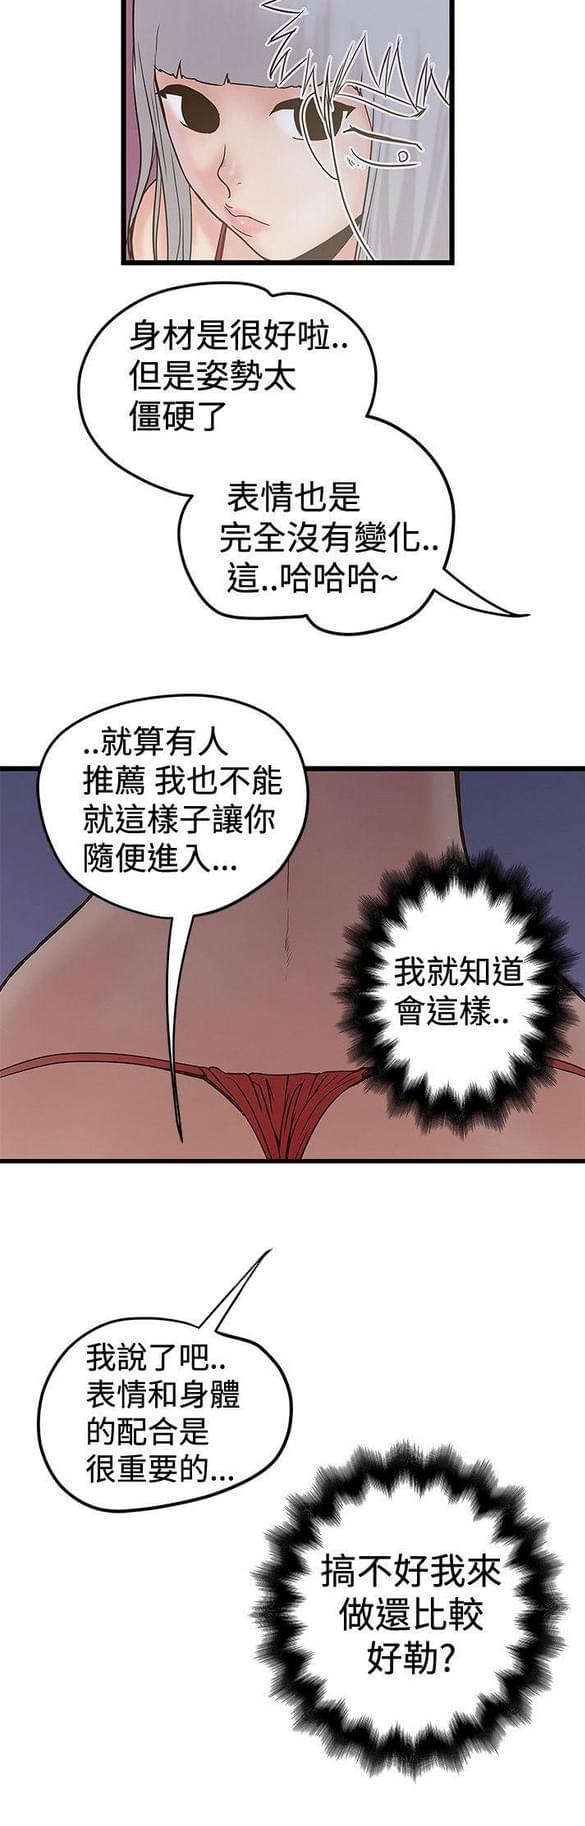 身材是很好啦..
但是姿勢太
僵硬了
表情也是
完全沒有變化..
這..哈哈哈~
..就算有人
推薦 我也不能
就這樣子讓你
隨便進入...
我就知道
會這樣..
我說了吧..
表情和身體
的配合是
很重要的...
搞不好我來
做還比較
好勒?